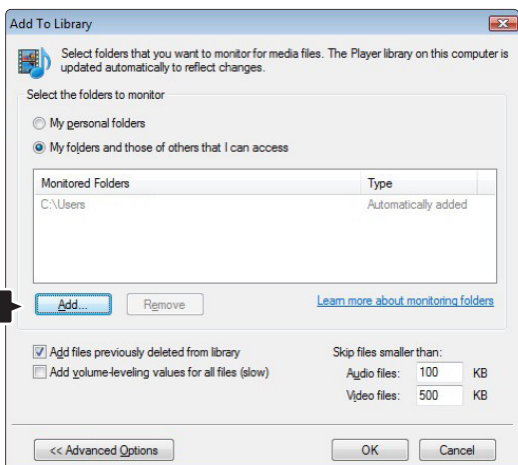 Add To Library
Select folders that you want to monitor for media files. The Player library on this computer is
updated automatically to reflect changes.
Select the folders to monitor
My personal folders
My folders and those of others that I can access
Monitored Folders Type
C:\Users Automatically added
Add... Remove Learn more about monitoring folders
Add files previously deleted from library Skip files smaller than:
Add volume-leveling values for all files (slow) Audio files: 100 KB
Video files: 500 KB
<< Advanced Options OK Cancel